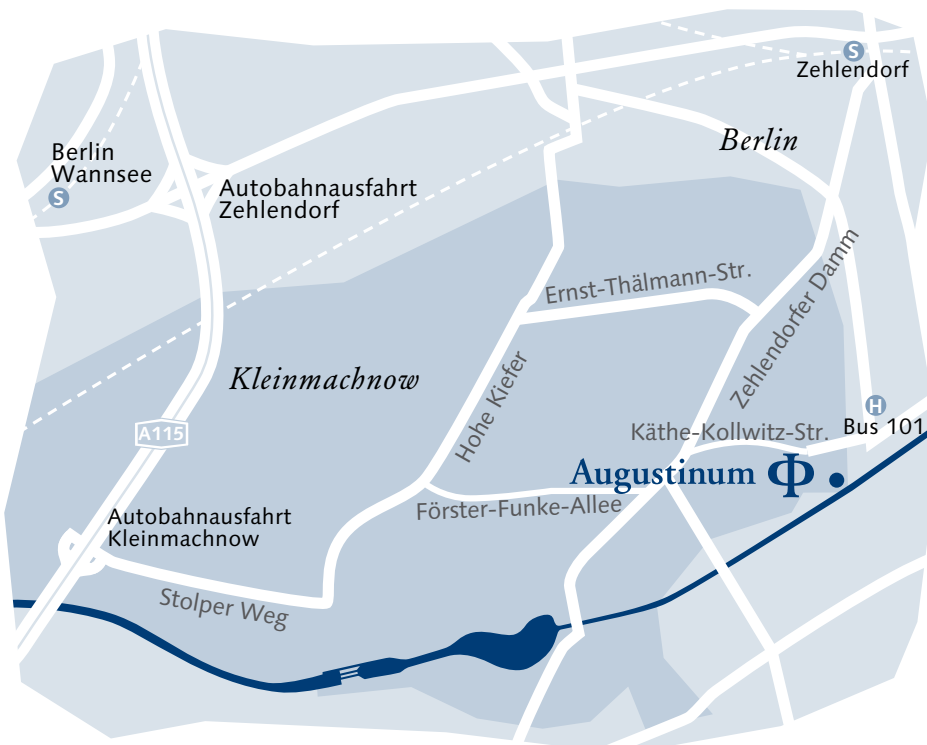 S
Zehlendorf
Berlin
Berlin
Wannsee
S
Autobahnausfahrt
Zehlendorf
Ernst-Thälmann-Str.
Zehlendorfer Damm
Kleinmachnow
Hohe Kiefer
H
Bus 101
A115
Käthe-Kollwitz-Str.
Augustinum Φ
Förster-Funke-Allee
Autobahnausfahrt
Kleinmachnow
Stolper Weg